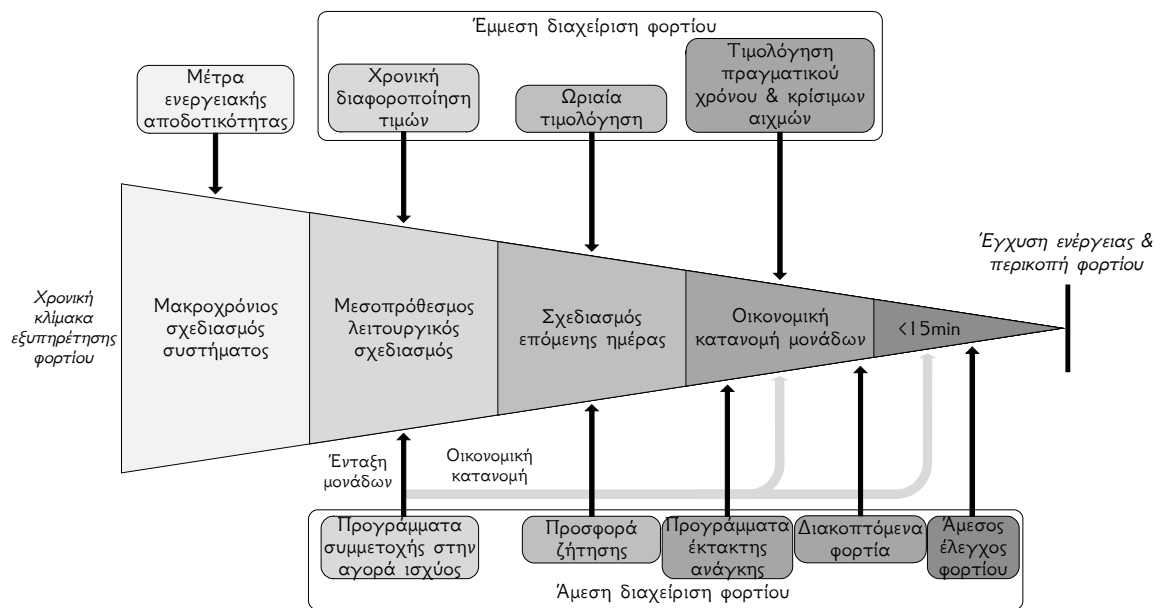 Έμμεση διαχείριση φορτίου
Μέτρα
ενεργειακής
αποδοτικότητας
Χρονική
διαφοροποίηση
τιμών
Ωριαία
τιμολόγηση
Τιμολόγηση
πραγματικού
χρόνου & κρίσιμων
αιχμών
Έγχυση ενέργειας &
περικοπή φορτίου
Χρονική
κλίμακα
εξυπηρέτησης
φορτίου
Μακροχρόνιος
σχεδιασμός
συστήματος
Μεσοπρόθεσμος
λειτουργικός
σχεδιασμός
Σχεδιασμός
επόμενης ημέρας
Οικονομική
κατανομή μονάδων
<15min
Ένταξη
μονάδων
Οικονομική
κατανομή
Προγράμματα
συμμετοχής στην
αγορά ισχύος
Προσφορά
ζήτησης
Προγράμματα
έκτακτης
ανάγκης
Διακοπτόμενα
φορτία
Άμεσος
έλεγχος
φορτίου
Άμεση διαχείριση φορτίου